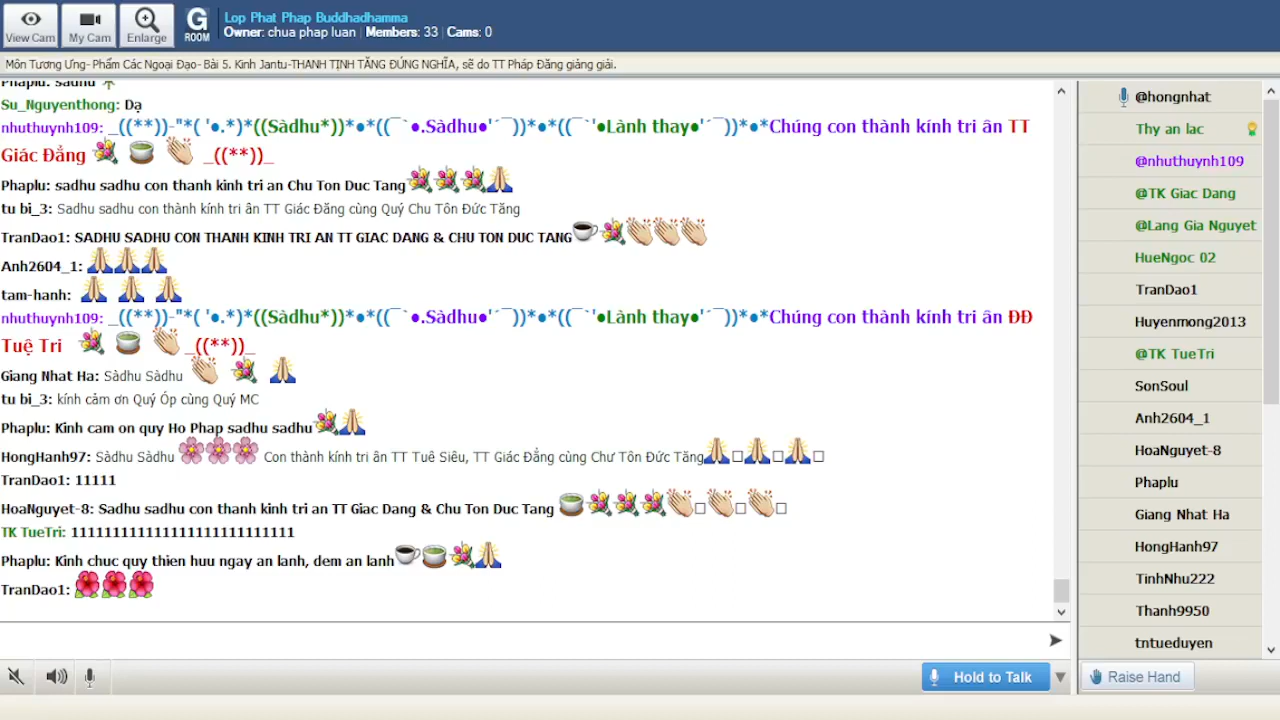 View Cam
My Cam
Enlarge
G
ROOM
Lop Phat Phap Buddhadhamma
Owner: chua phap luan | Members: 33 | Cams: 0
Môn Tương Ưng- Phẩm Các Ngoại Đạo- Bài 5. Kinh Jantu-THANH TỊNH TĂNG ĐÚNG NGHĨA, sẽ do TT Pháp Đăng giảng giải.
Phaplu: sadhu
Su_Nguyenthong: Dạ
nhuthuynh109: _((**))-"*( '●.*)*((Sàdhu*))*●*((¯`●.Sàdhu●'´¯))*●*((¯`'●Lành thay●'´¯))*●*Chúng con thành kính tri ân TT
Giác Đẳng _((**))_
Phaplu: sadhu sadhu con thanh kinh tri an Chu Ton Duc Tang
tu bi_3: Sadhu sadhu con thành kính tri ân TT Giác Đăng cùng Quý Chu Tôn Đức Tăng
TranDao1: SADHU SADHU CON THANH KINH TRI AN TT GIAC DANG & CHU TON DUC TANG
Anh2604_1:
tam-hanh:
nhuthuynh109: _((**))-"*( '●.*)*((Sàdhu*))*●*((¯`●.Sàdhu●'´¯))*●*((¯`'●Lành thay●'´¯))*●*Chúng con thành kính tri ân ĐĐ
Tuệ Tri _((**))_
Giang Nhat Ha: Sàdhu Sàdhu
tu bi_3: kính cảm ơn Quý Óp cùng Quý MC
Phaplu: Kinh cam on quy Ho Phap sadhu sadhu
HongHanh97: Sàdhu Sàdhu Con thành kính tri ân TT Tuê Siêu, TT Giác Đẳng cùng Chư Tôn Đức Tăng
TranDao1: 11111
HoaNguyet-8: Sadhu sadhu con thanh kinh tri an TT Giac Dang & Chu Ton Duc Tang
TK TueTri: 1111111111111111111111111111
Phaplu: Kinh chuc quy thien huu ngay an lanh, dem an lanh
TranDao1:
@hongnhat
Thy an lac
@nhuthuynh109
@TK Giac Dang
@Lang Gia Nguyet
HueNgoc 02
TranDao1
Huyenmong2013
@TK TueTri
SonSoul
Anh2604_1
HoaNguyet-8
Phaplu
Giang Nhat Ha
HongHanh97
TinhNhu222
Thanh9950
tntueduyen
Hold to Talk
Raise Hand